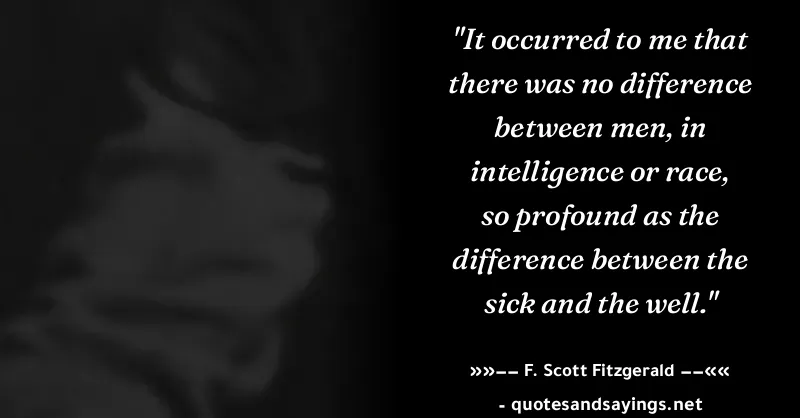 "It occurred to me that
there was no difference
between men, in
intelligence or race,
so profound as the
difference between the
sick and the well."
»»−− F. Scott Fitzgerald −−««
- quotesandsayings.net